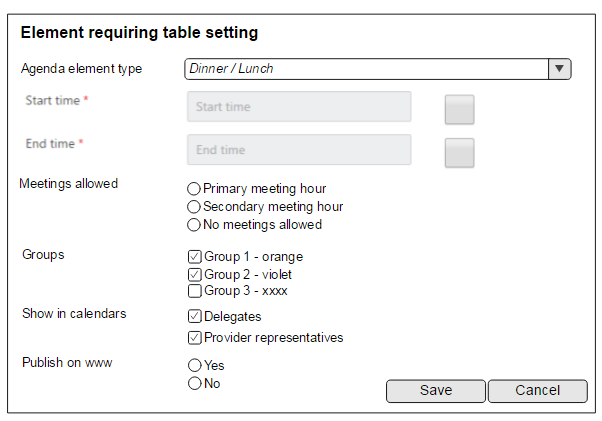 Element requiring table setting
Agenda element type Dinner / Lunch
Start time * Start time
End time * End time
Meetings allowed
Primary meeting hour
Secondary meeting hour
No meetings allowed
Groups
Group 1 - orange
Group 2 - violet
Group 3 - xxxx
Show in calendars
Delegates
Provider representatives
Publish on www
Yes
No
Save Cancel